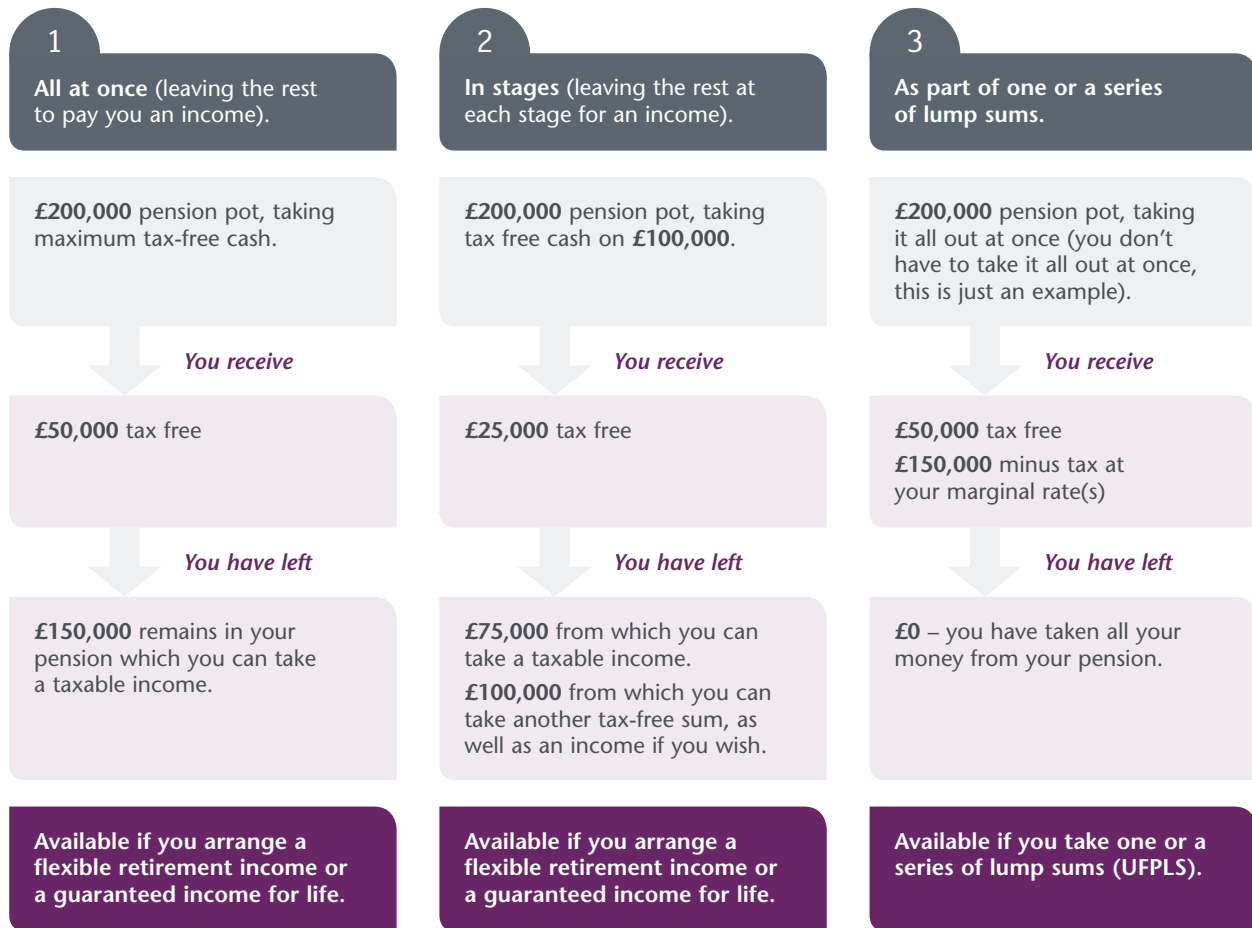 1
All at once (leaving the rest
to pay you an income).
£200,000 pension pot, taking
maximum tax-free cash.
You receive
£50,000 tax free
You have left
£150,000 remains in your
pension which you can take
a taxable income.
Available if you arrange a
flexible retirement income or
a guaranteed income for life.
2
In stages (leaving the rest at
each stage for an income).
£200,000 pension pot, taking
tax free cash on £100,000.
You receive
£25,000 tax free
You have left
£75,000 from which you can
take a taxable income.
£100,000 from which you can
take another tax-free sum, as
well as an income if you wish.
Available if you arrange a
flexible retirement income or
a guaranteed income for life.
3
As part of one or a series
of lump sums.
£200,000 pension pot, taking
it all out at once (you don’t
have to take it all out at once,
this is just an example).
You receive
£50,000 tax free
£150,000 minus tax at
your marginal rate(s)
You have left
£0 – you have taken all your
money from your pension.
Available if you take one or a
series of lump sums (UFPLS).